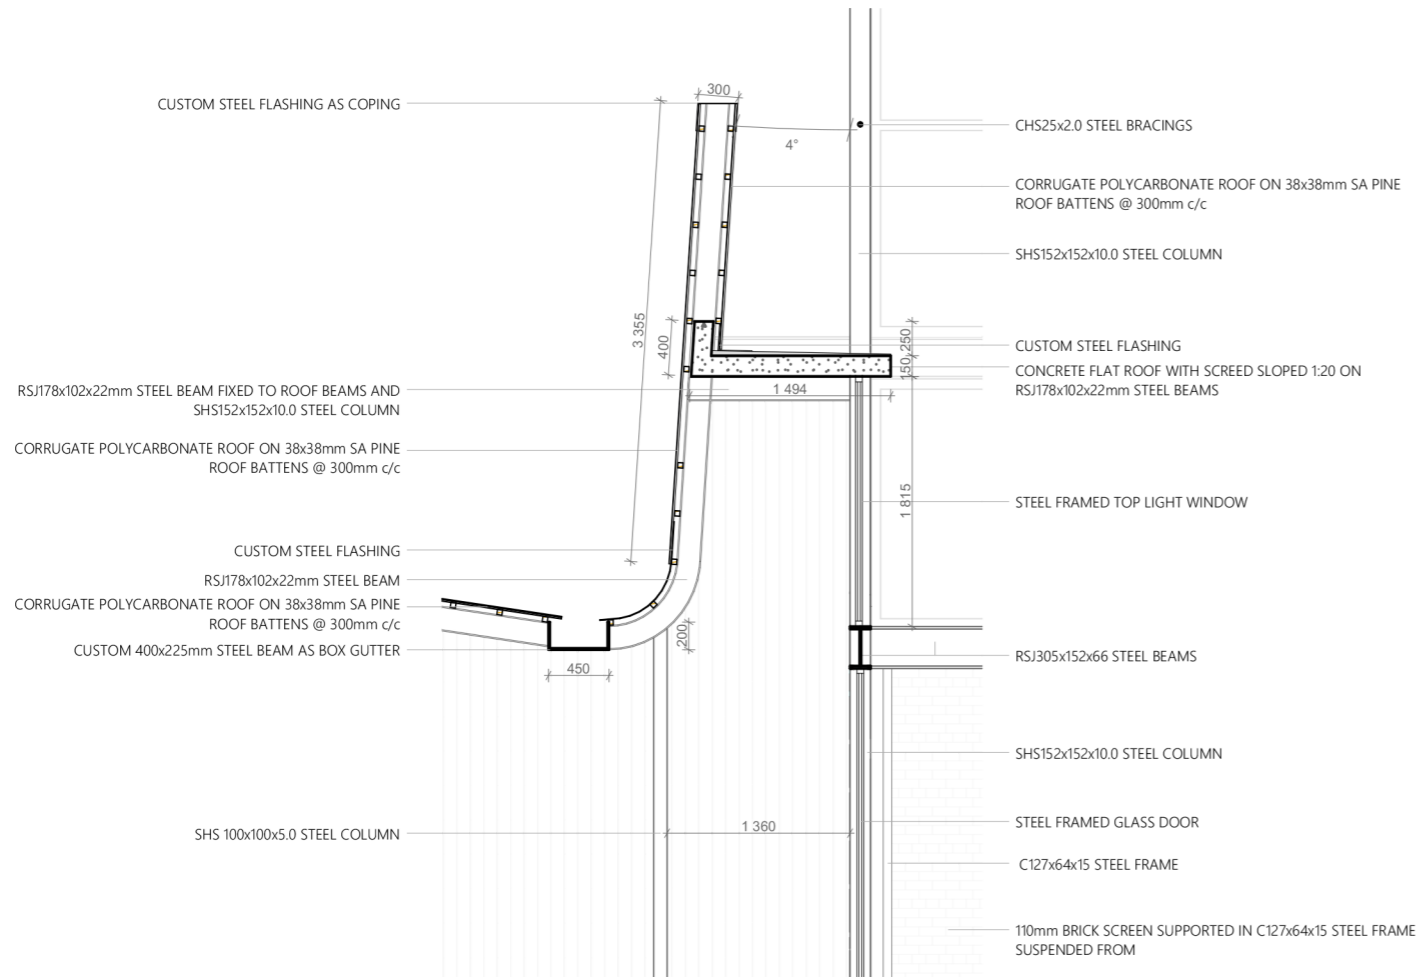 CUSTOM STEEL FLASHING AS COPING
RSJ178x102x22mm STEEL BEAM FIXED TO ROOF BEAMS AND
SHS152x152x10.0 STEEL COLUMN
CORRUGATE POLYCARBONATE ROOF ON 38x38mm SA PINE
ROOF BATTENS @ 300mm c/c
CUSTOM STEEL FLASHING
RSJ178x102x22mm STEEL BEAM
CORRUGATE POLYCARBONATE ROOF ON 38x38mm SA PINE
ROOF BATTENS @ 300mm c/c
CUSTOM 400x225mm STEEL BEAM AS BOX GUTTER
SHS 100x100x5.0 STEEL COLUMN
300
4°
3 355
400
1 494
250
150
1 815
200
450
1 360
CHS25x2.0 STEEL BRACINGS
CORRUGATE POLYCARBONATE ROOF ON 38x38mm SA PINE
ROOF BATTENS @ 300mm c/c
SHS152x152x10.0 STEEL COLUMN
CUSTOM STEEL FLASHING
CONCRETE FLAT ROOF WITH SCREED SLOPED 1:20 ON
RSJ178x102x22mm STEEL BEAMS
STEEL FRAMED TOP LIGHT WINDOW
RSJ305x152x66 STEEL BEAMS
SHS152x152x10.0 STEEL COLUMN
STEEL FRAMED GLASS DOOR
C127x64x15 STEEL FRAME
110mm BRICK SCREEN SUPPORTED IN C127x64x15 STEEL FRAME
SUSPENDED FROM